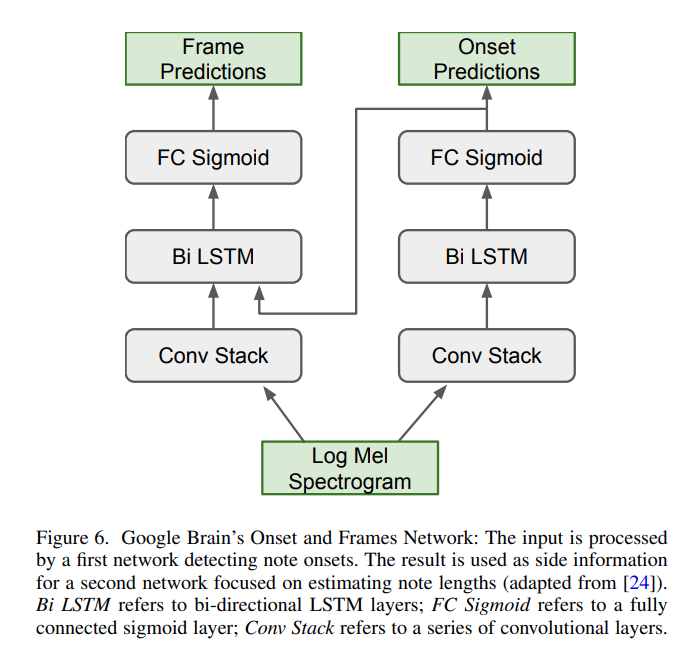 Frame
Predictions
Onset
Predictions
FC Sigmoid
FC Sigmoid
Bi LSTM
Bi LSTM
Conv Stack
Conv Stack
Log Mel
Spectrogram
Figure 6. Google Brain's Onset and Frames Network: The input is processed
by a first network detecting note onsets. The result is used as side information
for a second network focused on estimating note lengths (adapted from [24]).
Bi LSTM refers to bi-directional LSTM layers; FC Sigmoid refers to a fully
connected sigmoid layer; Conv Stack refers to a series of convolutional layers.